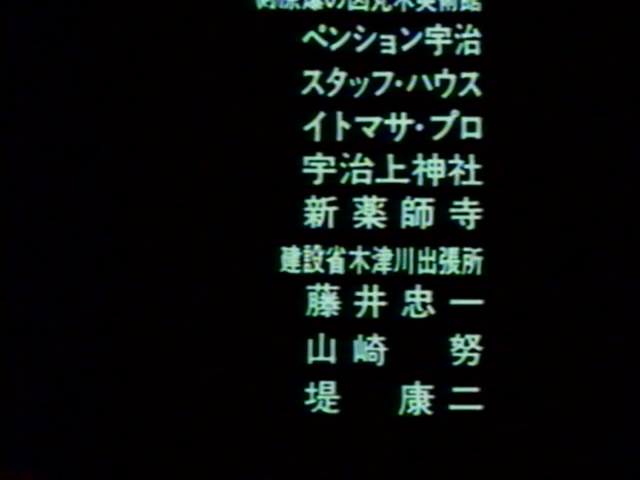 ペンション宇治
スタッフ・ハウス
イトマサ・プロ
宇治上神社
新薬師寺
建設省木津川出張所
藤井忠一
山崎 努
堤 康二